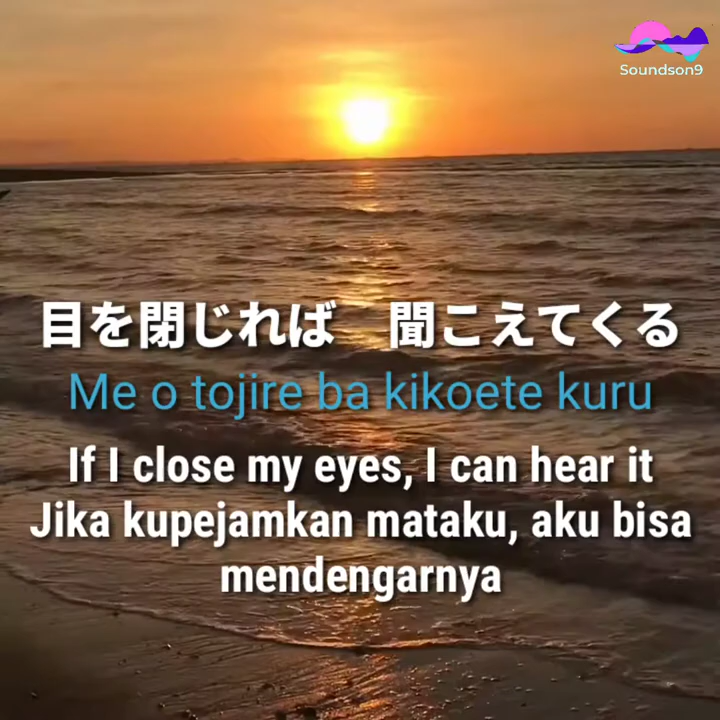 Soundson9
目を閉じれば　聞こえてくる
Me o tojire ba kikoete kuru
If I close my eyes, I can hear it
Jika kupejamkan mataku, aku bisa
mendengarnya